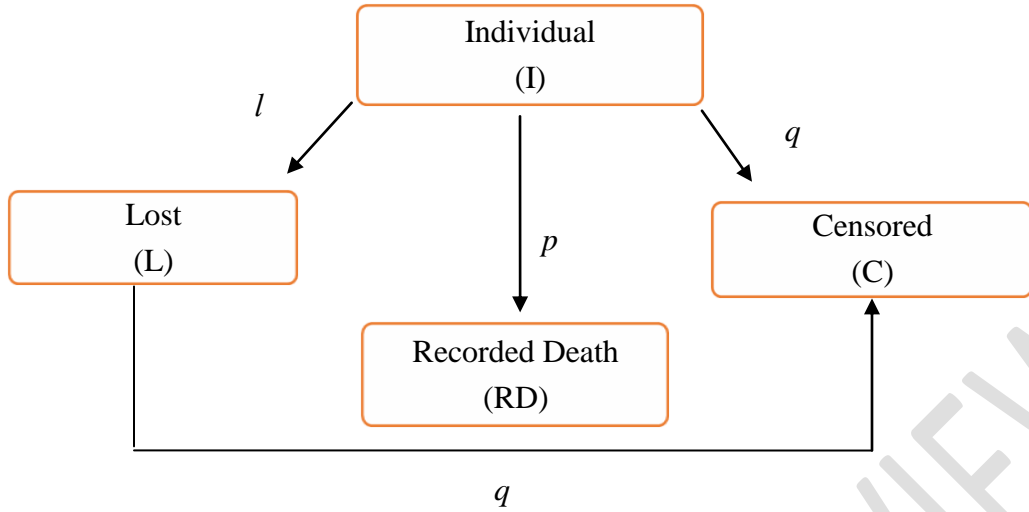 Individual
(I)
l
q
Lost
(L)
p
Censored
(C)
Recorded Death
(RD)
q